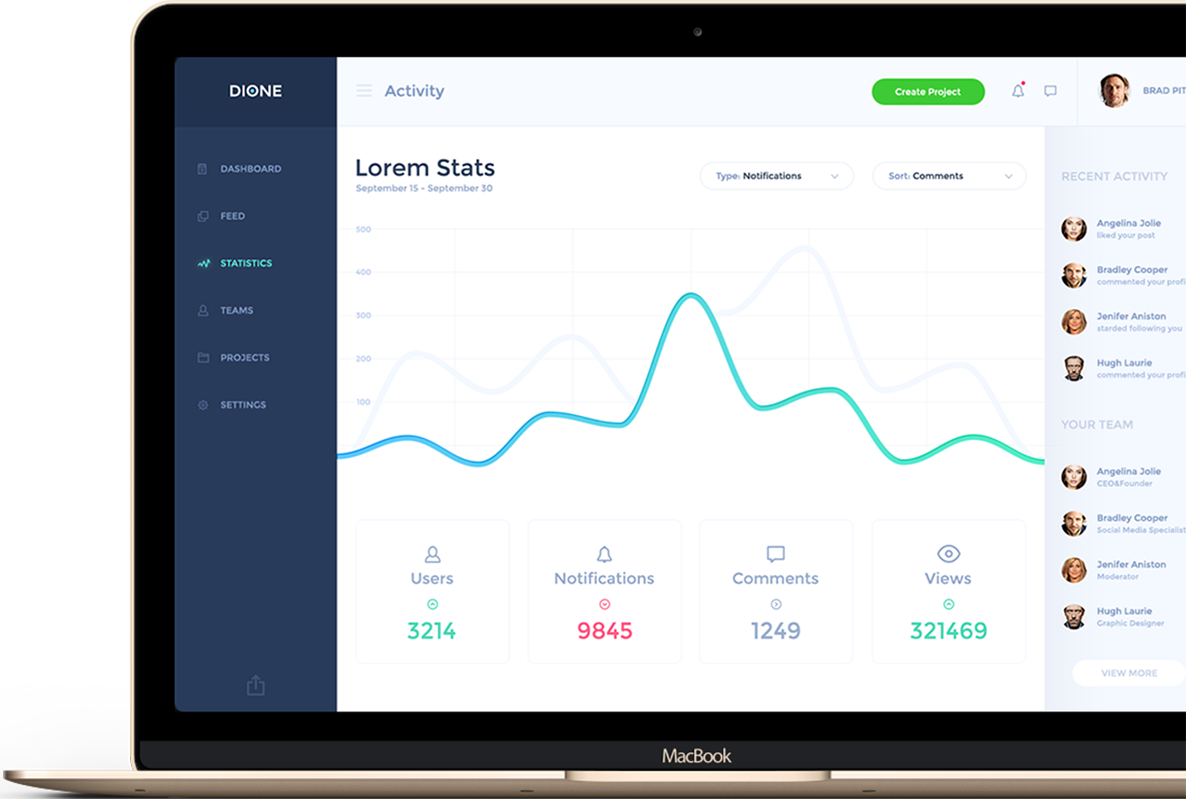 DIONE
Activity
Create Project
BRAD PIT
DASHBOARD
FEED
STATISTICS
TEAMS
PROJECTS
SETTINGS
Lorem Stats
September 15 - September 30
Type: Notifications
Sort: Comments
500
400
300
200
100
Users
3214
Notifications
9845
Comments
1249
Views
321469
RECENT ACTIVITY
Angelina Jolie
liked your post
Bradley Cooper
commented your profi
Jenifer Aniston
starded following you
Hugh Laurie
commented your profi
YOUR TEAM
Angelina Jolie
CEO&Founder
Bradley Cooper
Social Media Specialist
Jenifer Aniston
Moderator
Hugh Laurie
Graphic Designer
VIEW MORE
MacBook